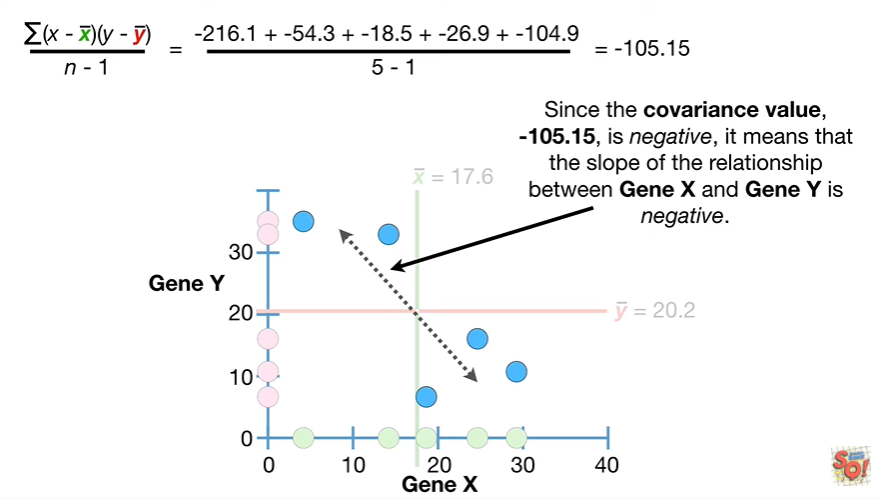 ∑(x - x̄)(y - ȳ)
n - 1
=
-216.1 + -54.3 + -18.5 + -26.9 + -104.9
5 - 1
= -105.15
Since the covariance value,
-105.15, is negative, it means that
the slope of the relationship
between Gene X and Gene Y is
negative.
x̄ = 17.6
30
Gene Y
20
ȳ = 20.2
10
0
0 10 20 30 40
Gene X
SQ!